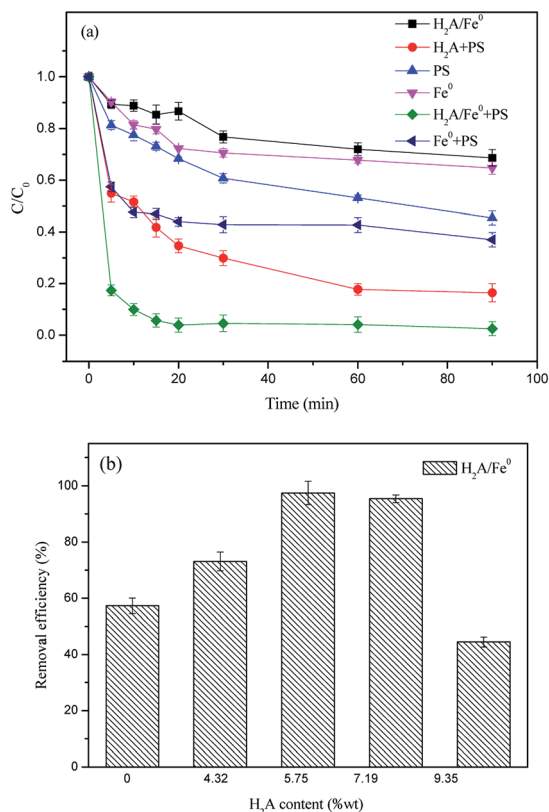 (a)
H₂A/Fe⁰
H₂A+PS
PS
Fe⁰
H₂A/Fe⁰+PS
Fe⁰+PS
1.0
0.8
0.6
0.4
0.2
0.0
C/C₀
0 20 40 60 80 100
Time (min)
(b)
H₂A/Fe⁰
100
80
60
40
20
0
Removal efficiency (%)
0 4.32 5.75 7.19 9.35
H₂A content (%wt)